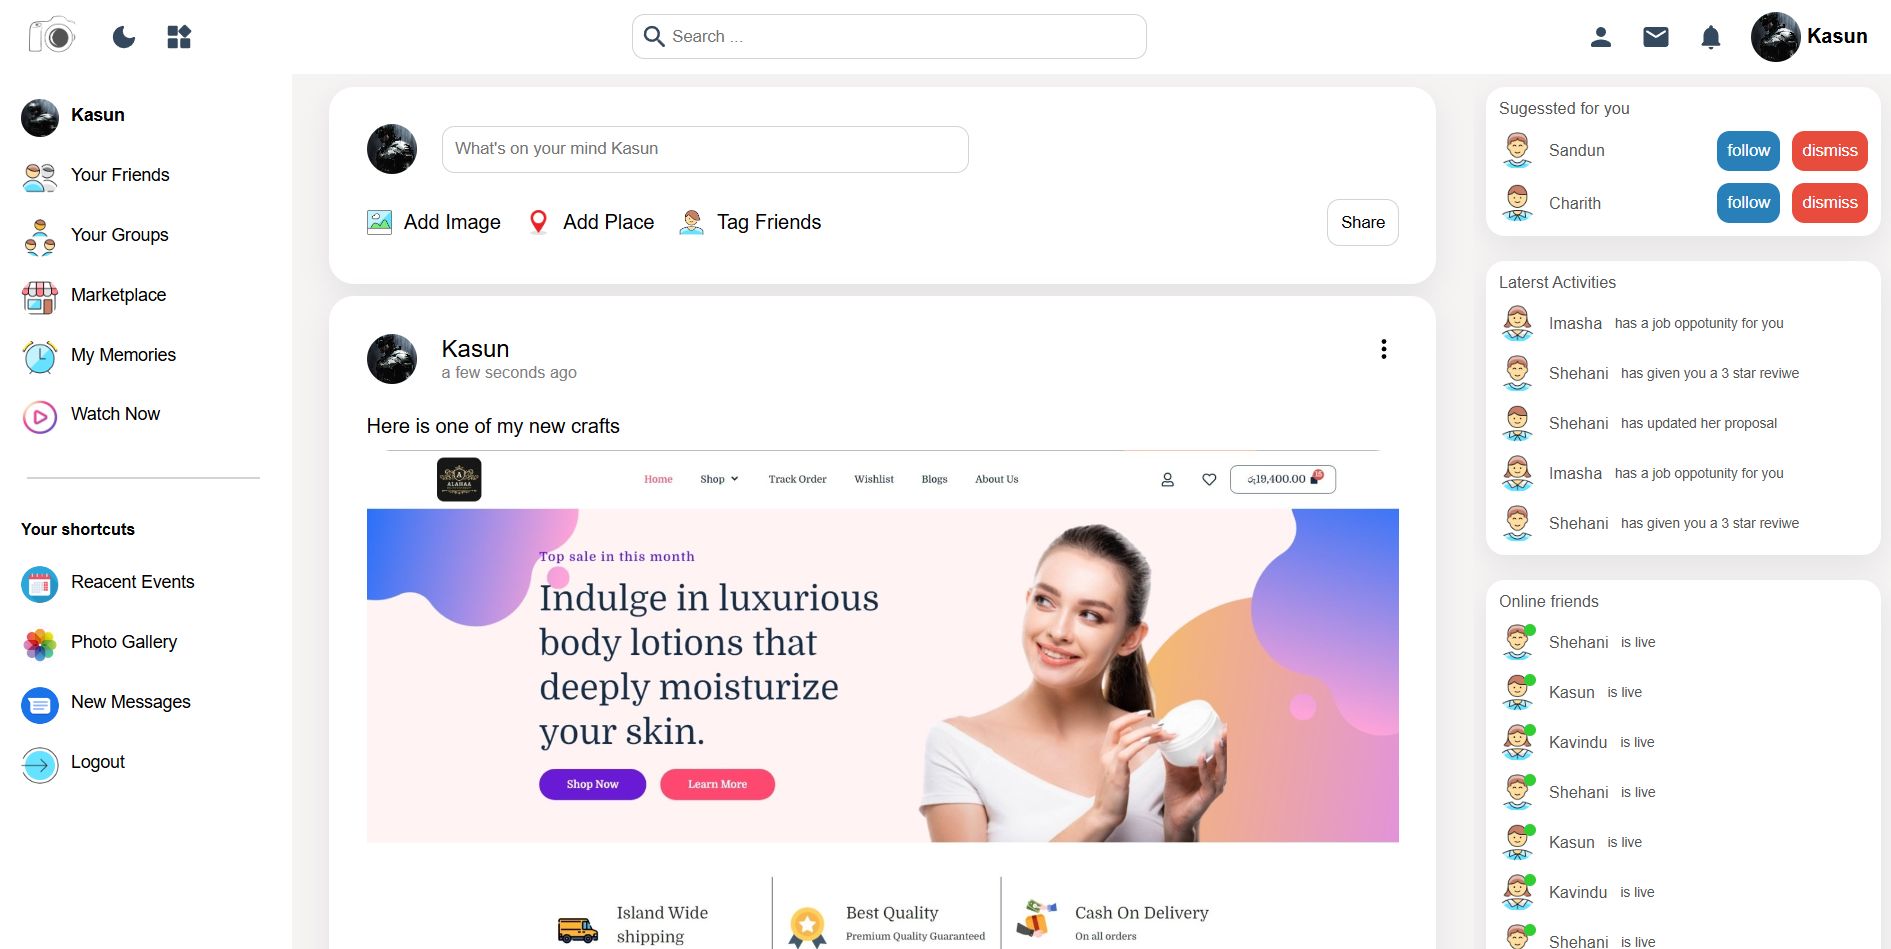 Search ...
Kasun
Kasun
Your Friends
Your Groups
Marketplace
My Memories
Watch Now
Your shortcuts
Reacent Events
Photo Gallery
New Messages
Logout
What's on your mind Kasun
Add Image
Add Place
Tag Friends
Share
Kasun
a few seconds ago
Here is one of my new crafts
ALAHAA
Home
Shop
Track Order
Wishlist
Blogs
About Us
රු19,400.00
Top sale in this month
Indulge in luxurious
body lotions that
deeply moisturize
your skin.
Shop Now
Learn More
Island Wide
shipping
Best Quality
Premium Quality Guaranteed
Cash On Delivery
On all orders
Sugessted for you
Sandun
follow
dismiss
Charith
follow
dismiss
Laterst Activities
Imasha has a job oppotunity for you
Shehani has given you a 3 star reviwe
Shehani has updated her proposal
Imasha has a job oppotunity for you
Shehani has given you a 3 star reviwe
Online friends
Shehani is live
Kasun is live
Kavindu is live
Shehani is live
Kasun is live
Kavindu is live
Shehani is live